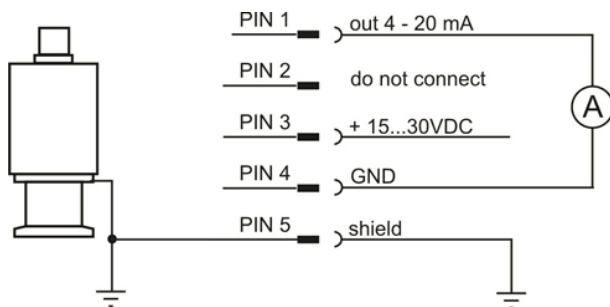 PIN 1 out 4 - 20 mA
PIN 2 do not connect
A
PIN 3 + 15...30VDC
PIN 4 GND
PIN 5 shield